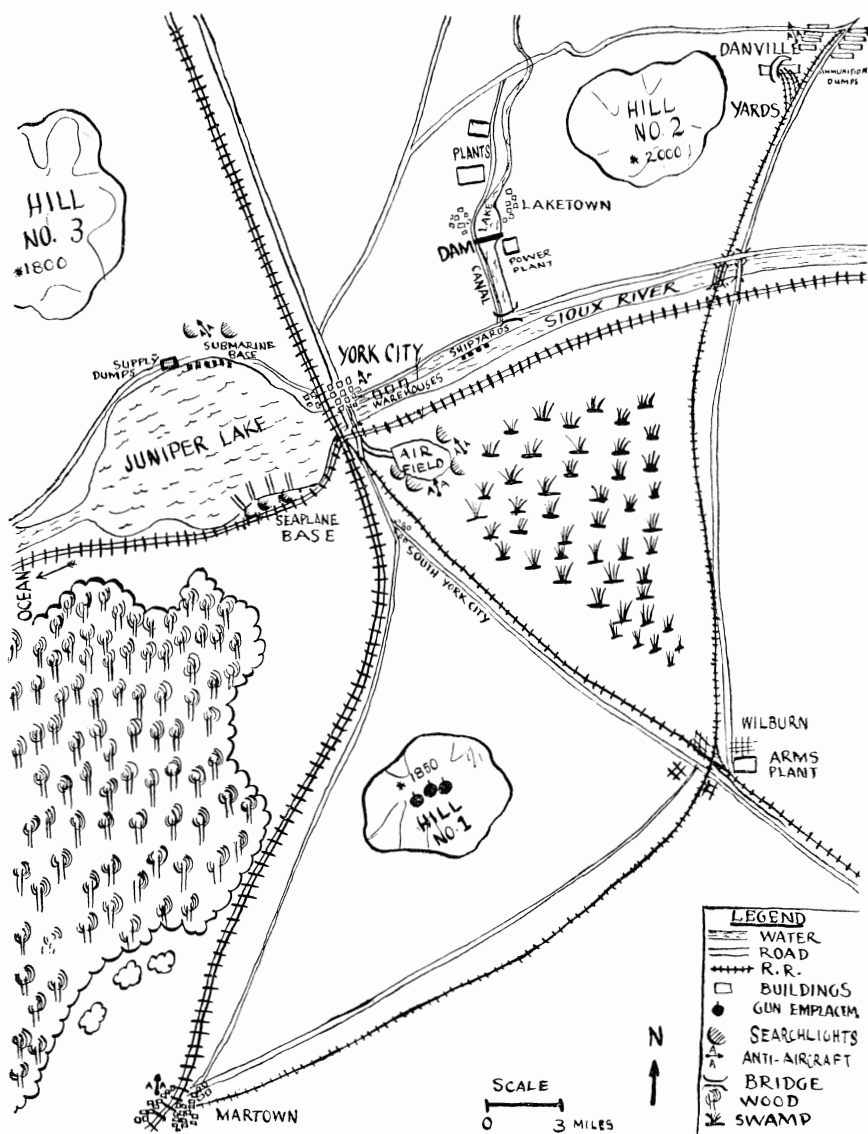 DANVILLE
AMMUNITION
DUMPS
YARDS
HILL
NO. 2
*2000
PLANTS
LAKE
LAKETOWN
DAM
POWER
PLANT
CANAL
HILL
NO. 3
*1800
SIOUX RIVER
SHIPYARDS
SUBMARINE
BASE
SUPPLY
DUMPS
YORK CITY
WAREHOUSES
JUNIPER LAKE
AIR
FIELD
SEAPLANE
BASE
OCEAN
SOUTH YORK CITY
WILBURN
ARMS
PLANT
*1850
HILL
NO. 1
MARTOWN
SCALE
0 3 MILES
N
LEGEND
WATER
ROAD
R.R.
BUILDINGS
GUN EMPLACEM.
SEARCHLIGHTS
A
A
ANTI-AIRCRAFT
BRIDGE
WOOD
SWAMP